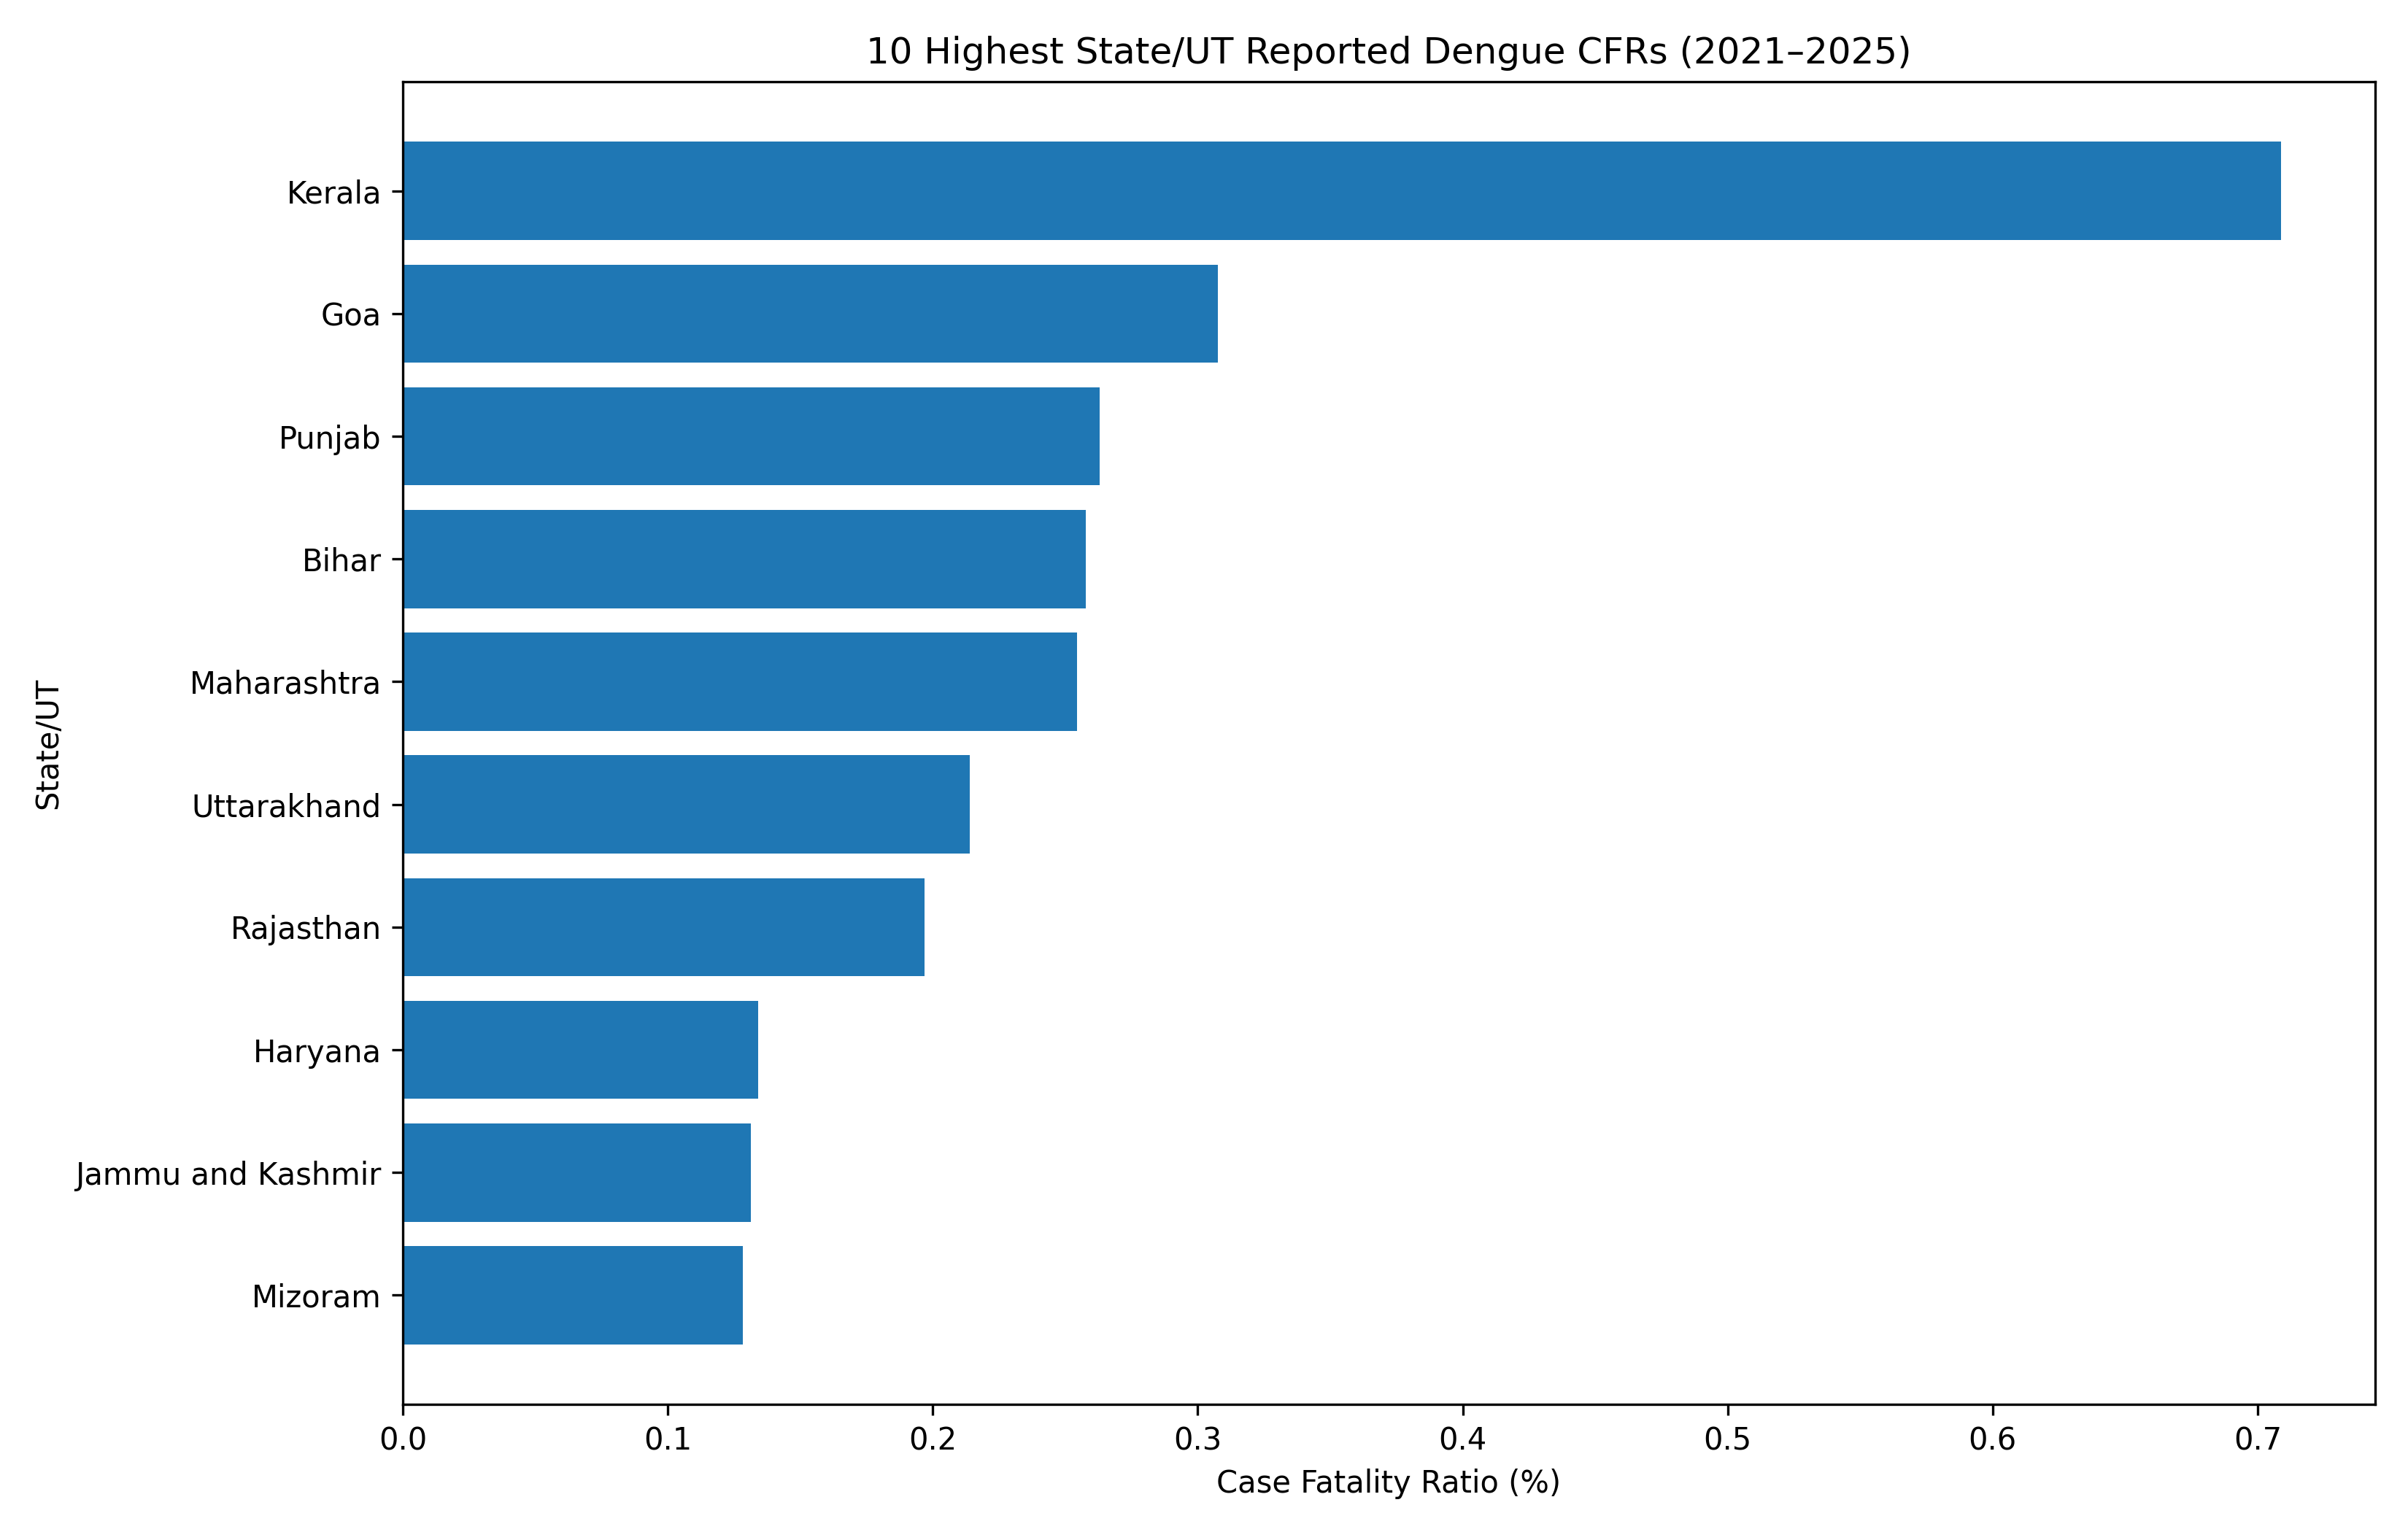 10 Highest State/UT Reported Dengue CFRs (2021–2025)
State/UT
Kerala
Goa
Punjab
Bihar
Maharashtra
Uttarakhand
Rajasthan
Haryana
Jammu and Kashmir
Mizoram
0.0 0.1 0.2 0.3 0.4 0.5 0.6 0.7
Case Fatality Ratio (%)